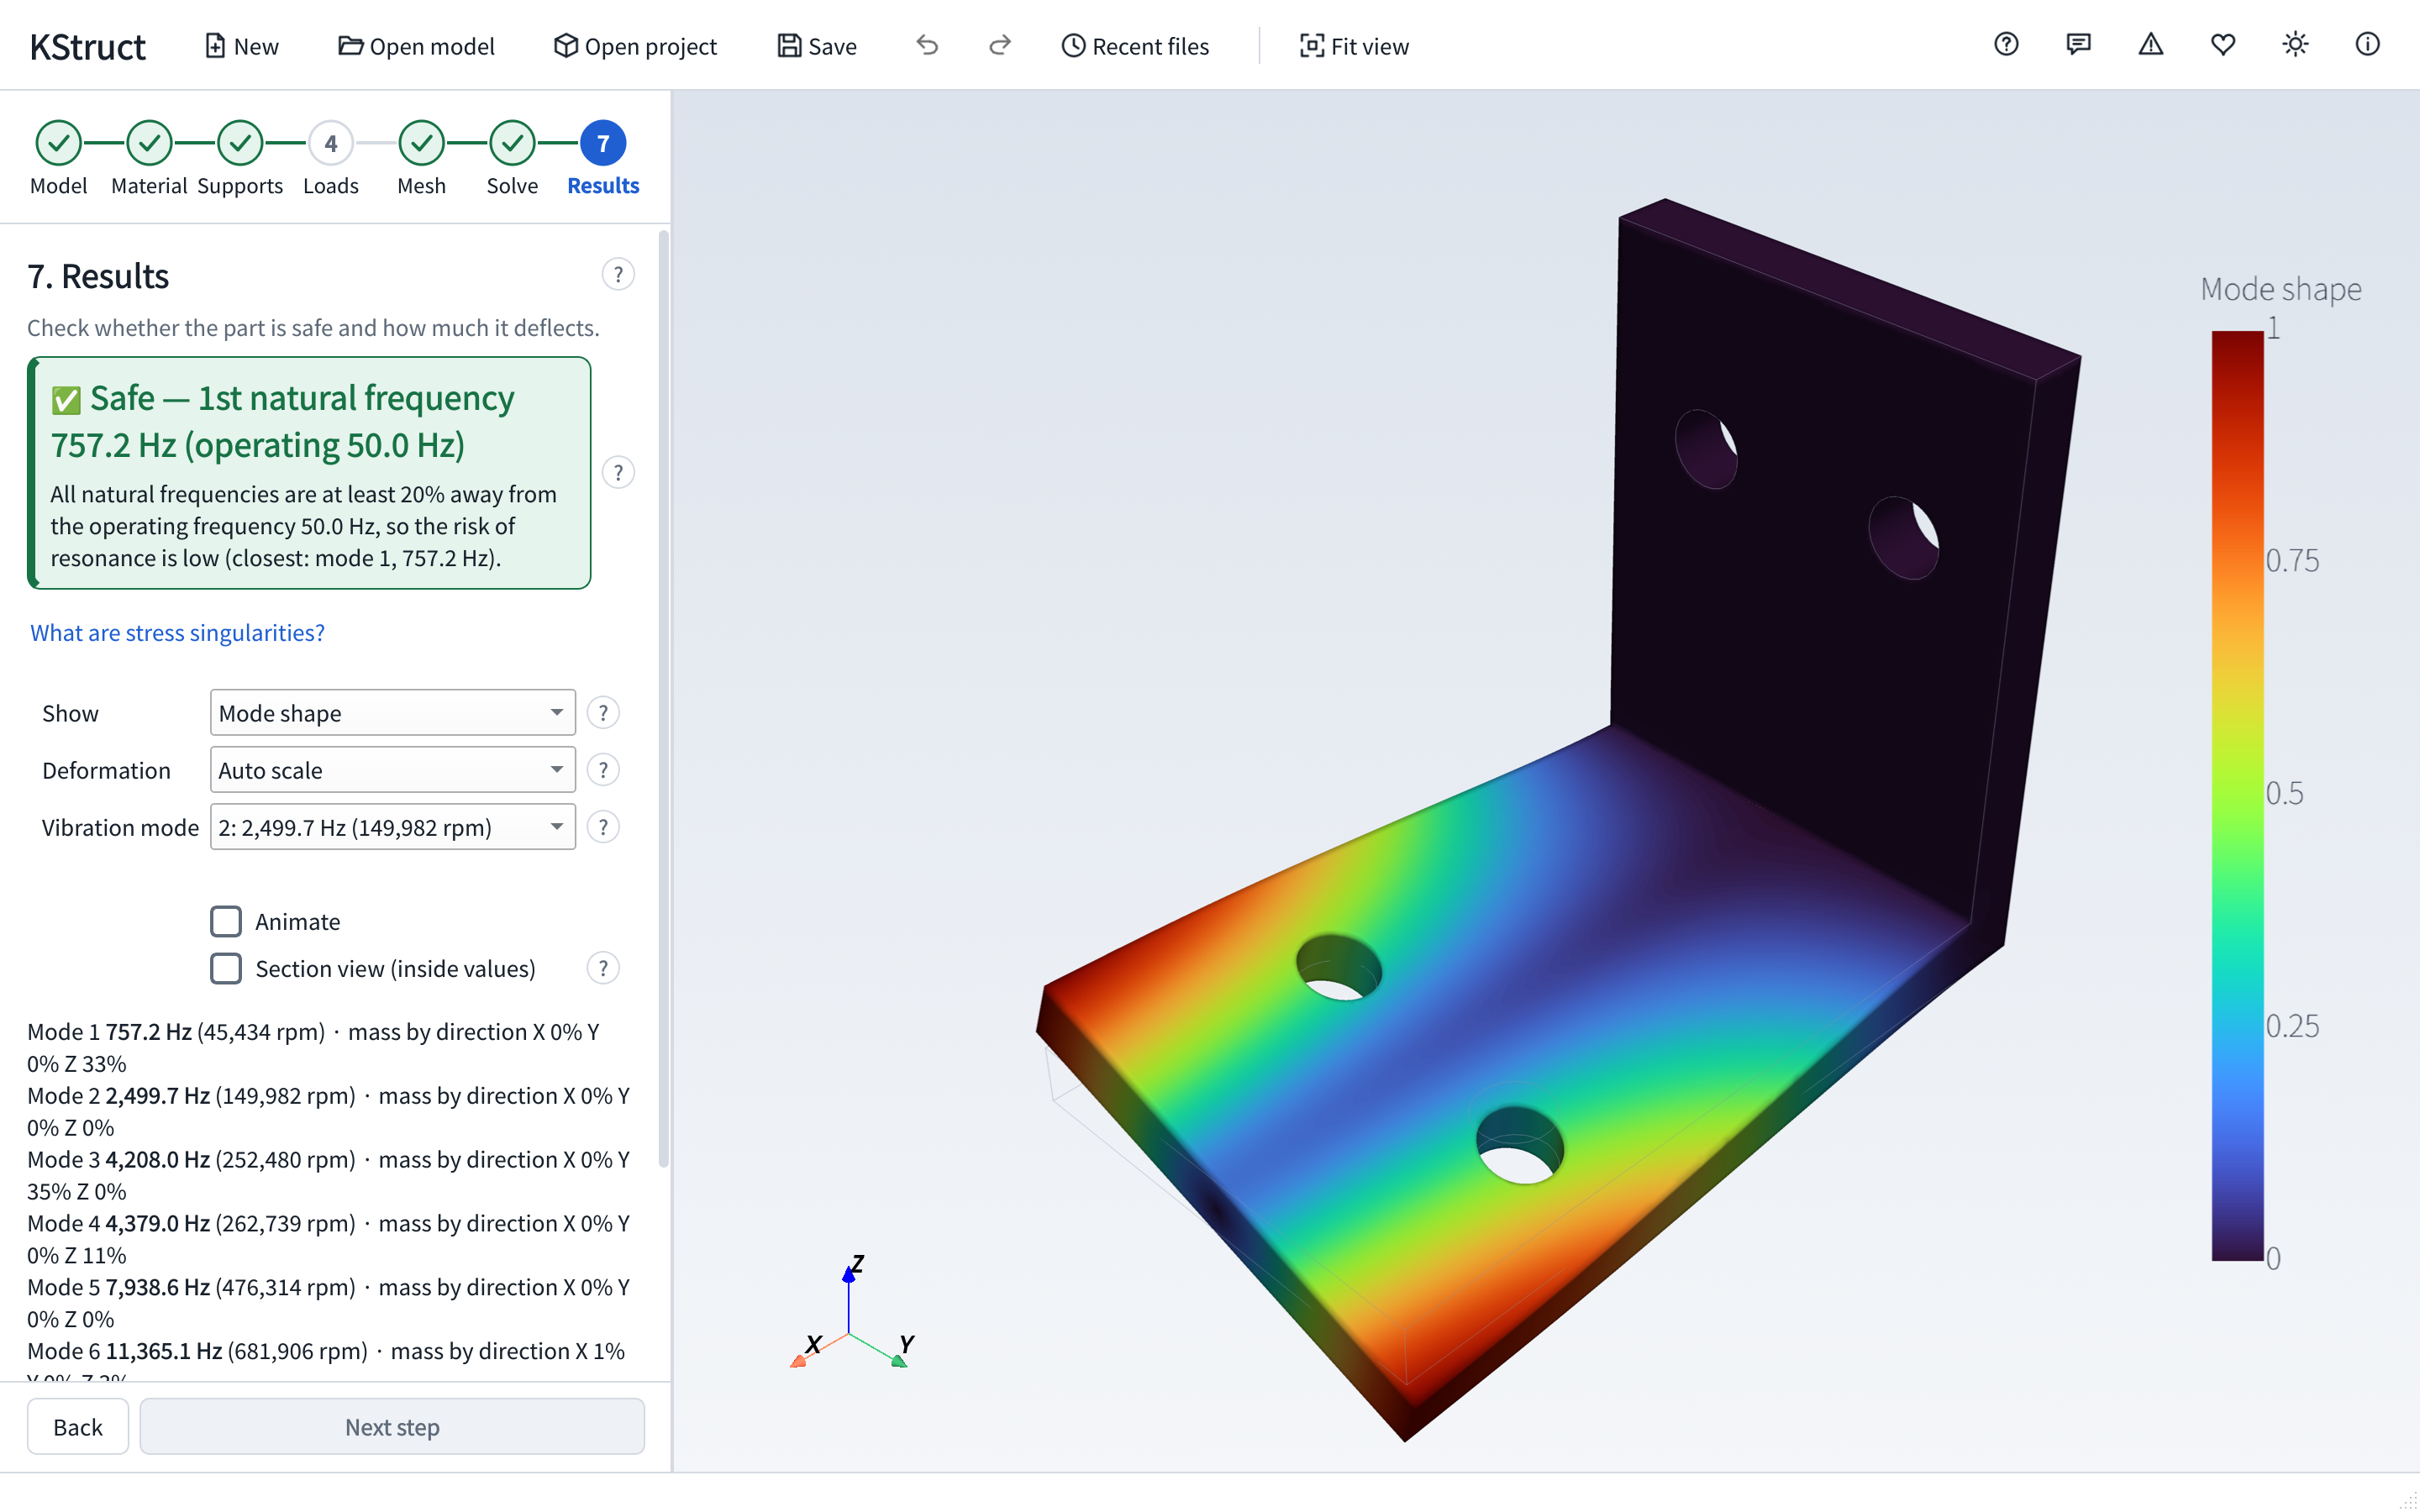 KStruct
New
Open model
Open project
Save
Recent files
Fit view
4
7
Model
Material
Supports
Loads
Mesh
Solve
Results
7. Results
?
Check whether the part is safe and how much it deflects.
✅ Safe — 1st natural frequency
757.2 Hz (operating 50.0 Hz)
All natural frequencies are at least 20% away from
the operating frequency 50.0 Hz, so the risk of
resonance is low (closest: mode 1, 757.2 Hz).
?
What are stress singularities?
Show
Mode shape
?
Deformation
Auto scale
?
Vibration mode
2: 2,499.7 Hz (149,982 rpm)
?
Animate
Section view (inside values)
?
Mode 1 757.2 Hz (45,434 rpm) · mass by direction X 0% Y
0% Z 33%
Mode 2 2,499.7 Hz (149,982 rpm) · mass by direction X 0% Y
0% Z 0%
Mode 3 4,208.0 Hz (252,480 rpm) · mass by direction X 0% Y
35% Z 0%
Mode 4 4,379.0 Hz (262,739 rpm) · mass by direction X 0% Y
0% Z 11%
Mode 5 7,938.6 Hz (476,314 rpm) · mass by direction X 0% Y
0% Z 0%
Mode 6 11,365.1 Hz (681,906 rpm) · mass by direction X 1%
Back
Next step
Mode shape
1
0.75
0.5
0.25
0
Z
X
Y